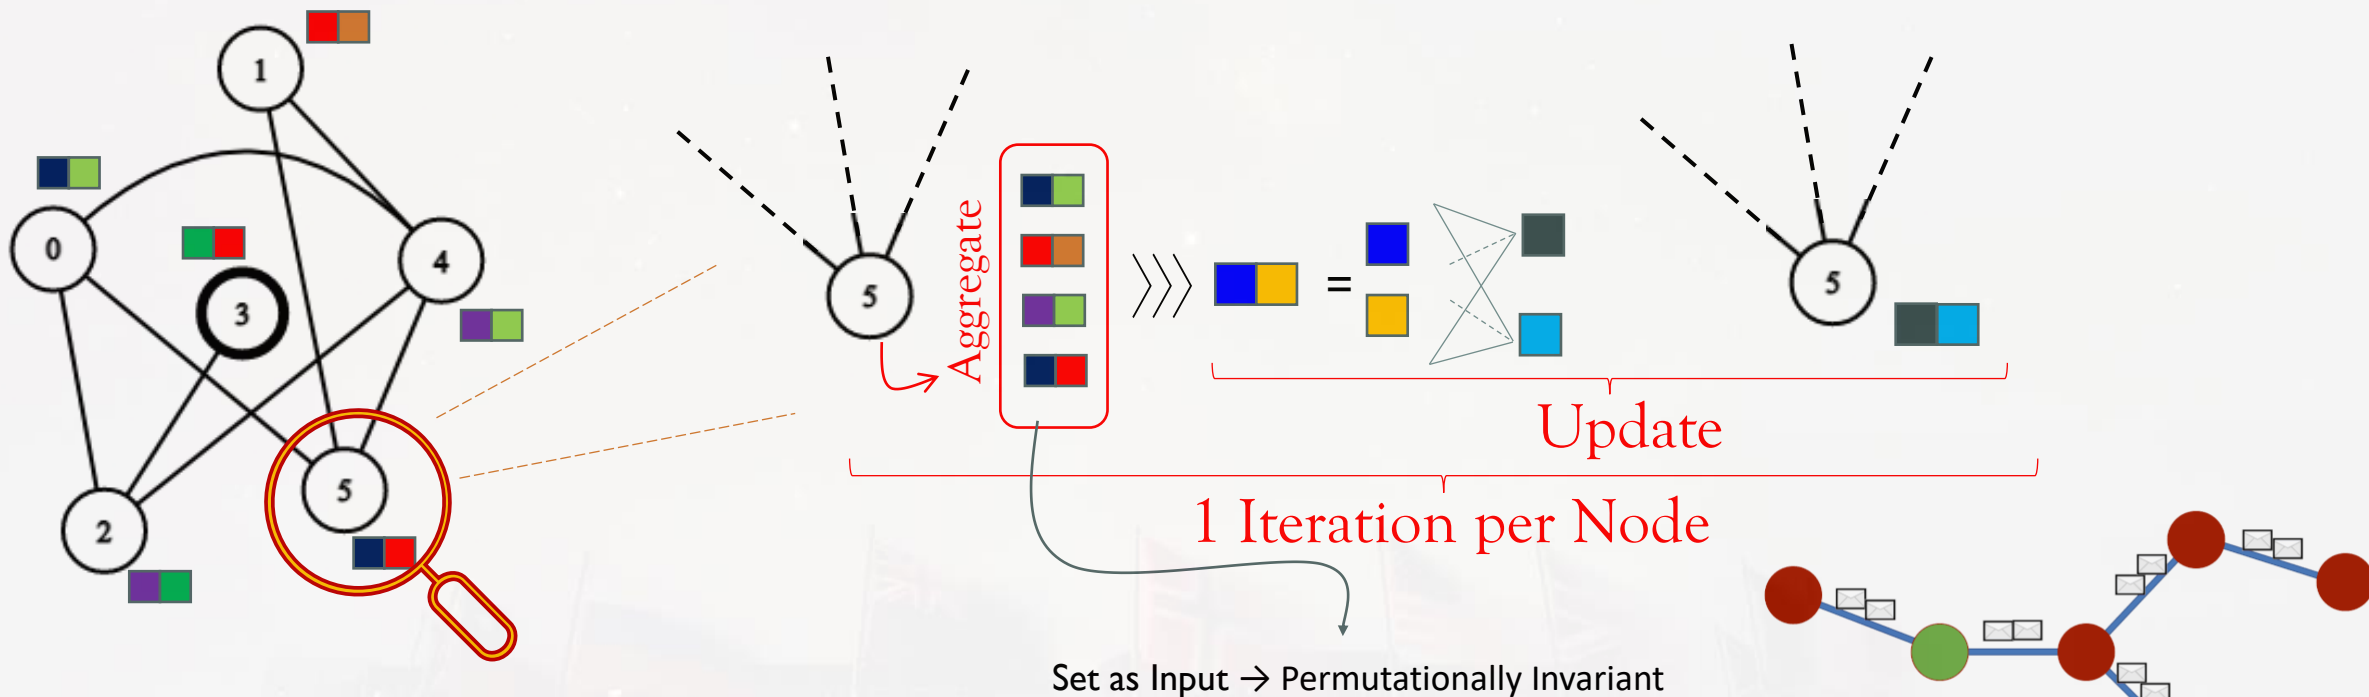 1
0
3
4
5
2
5
Aggregate
=
5
Update
1 Iteration per Node
Set as Input → Permutationally Invariant